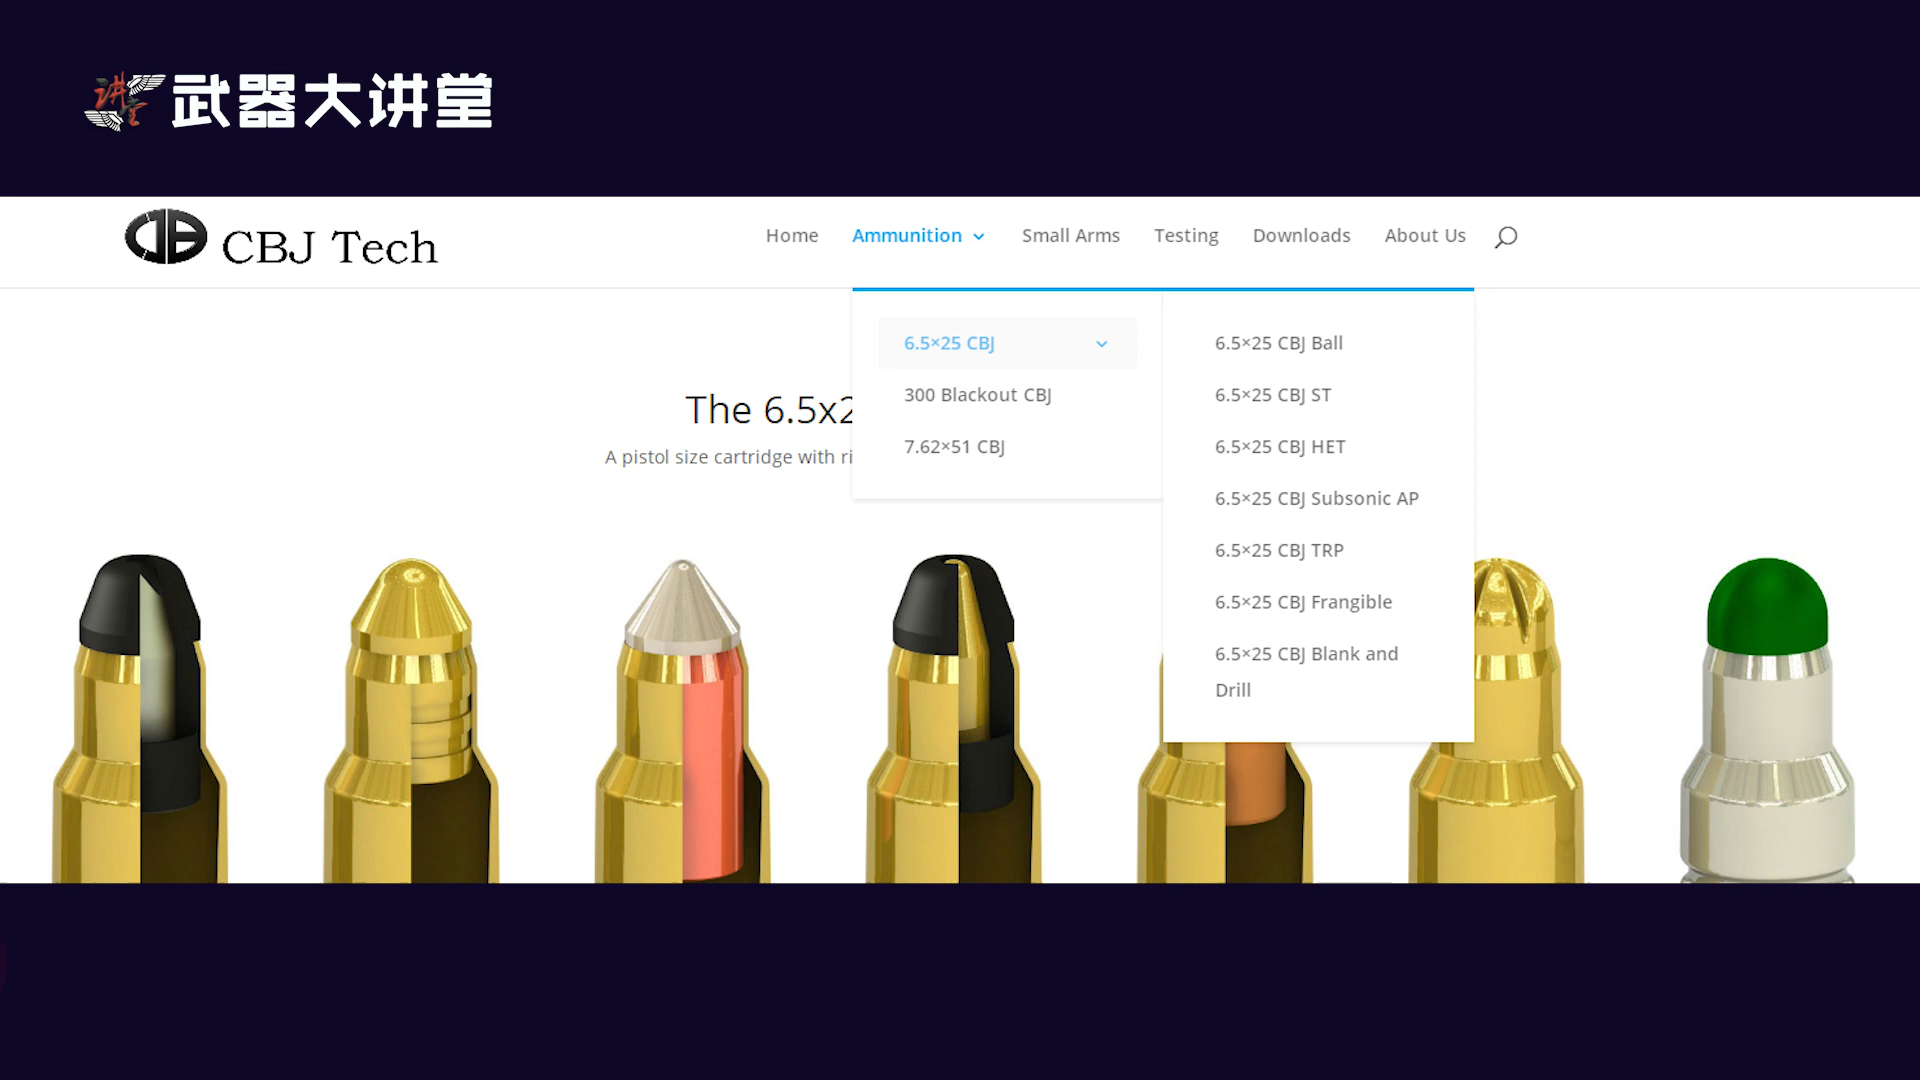 讲堂
武器大讲堂
CBJ Tech
Home Ammunition Small Arms Testing Downloads About Us
6.5×25 CBJ
300 Blackout CBJ
7.62×51 CBJ
6.5×25 CBJ Ball
6.5×25 CBJ ST
6.5×25 CBJ HET
6.5×25 CBJ Subsonic AP
6.5×25 CBJ TRP
6.5×25 CBJ Frangible
6.5×25 CBJ Blank and
Drill
The 6.5x2
A pistol size cartridge with ri